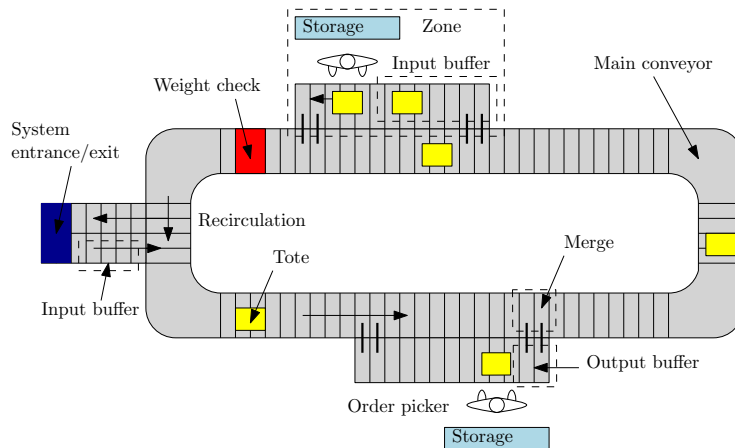 Storage
Zone
Input buffer
Main conveyor
Weight check
System
entrance/exit
Recirculation
Merge
Tote
Input buffer
Output buffer
Order picker
Storage